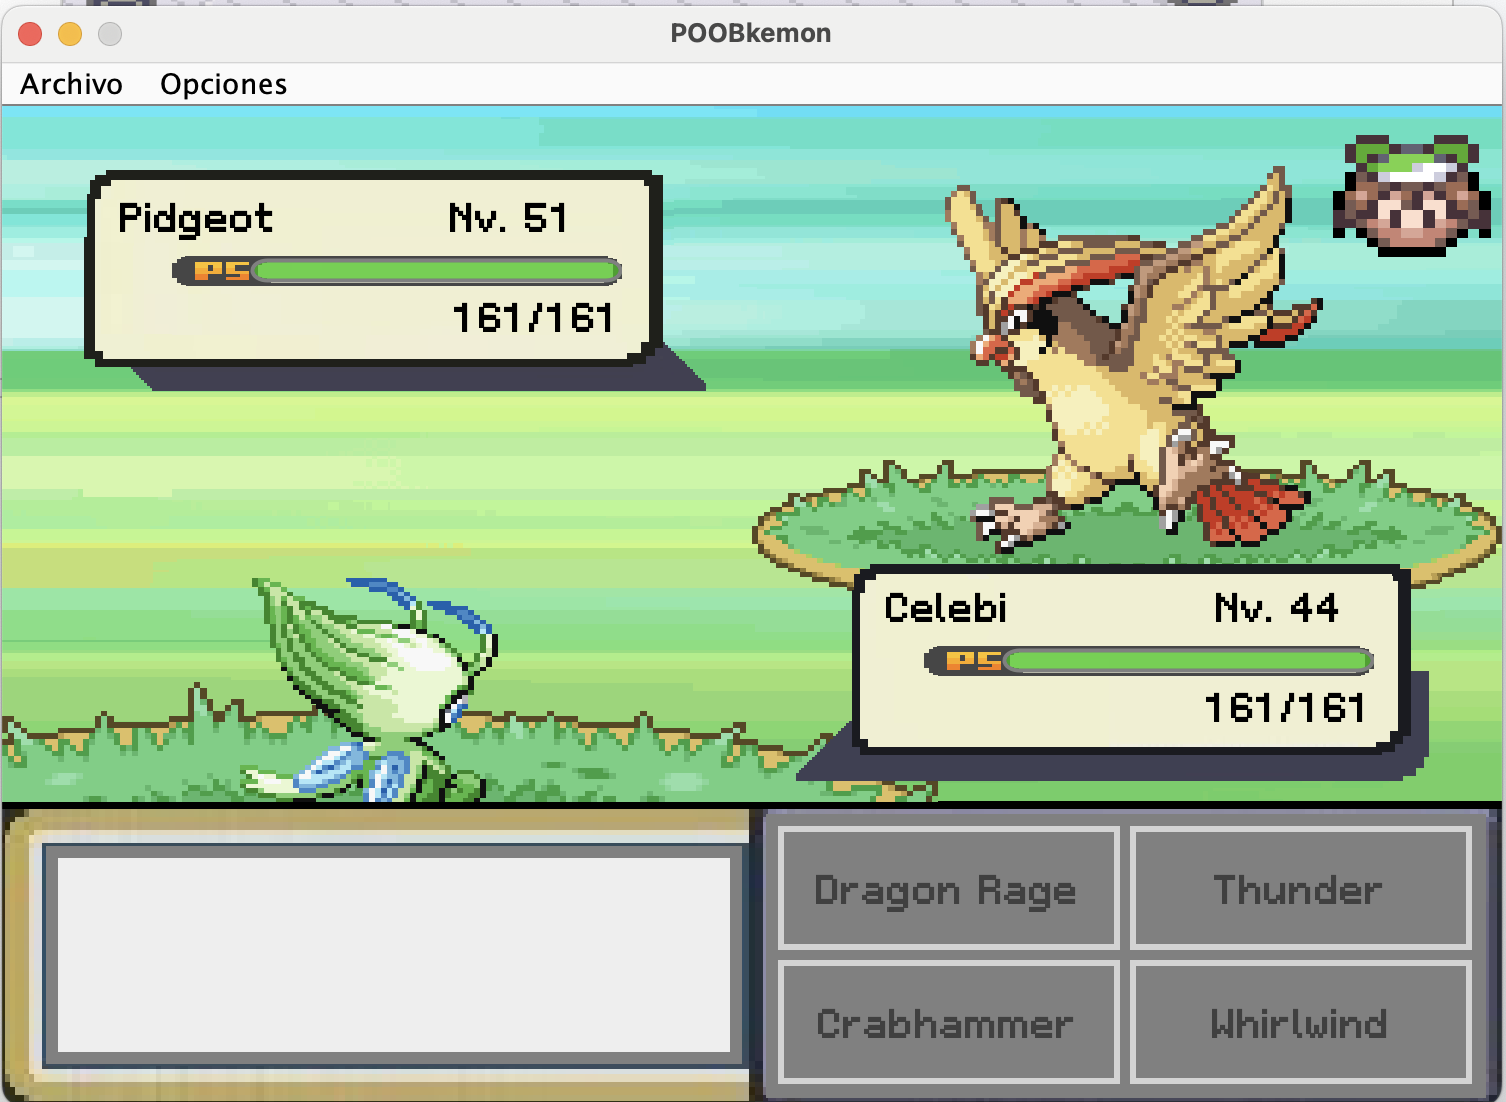 POOBkemon
Archivo Opciones
Pidgeot Nv. 51
PS
161/161
Celebi Nv. 44
PS
161/161
Dragon Rage Thunder
Crabhammer Whirlwind